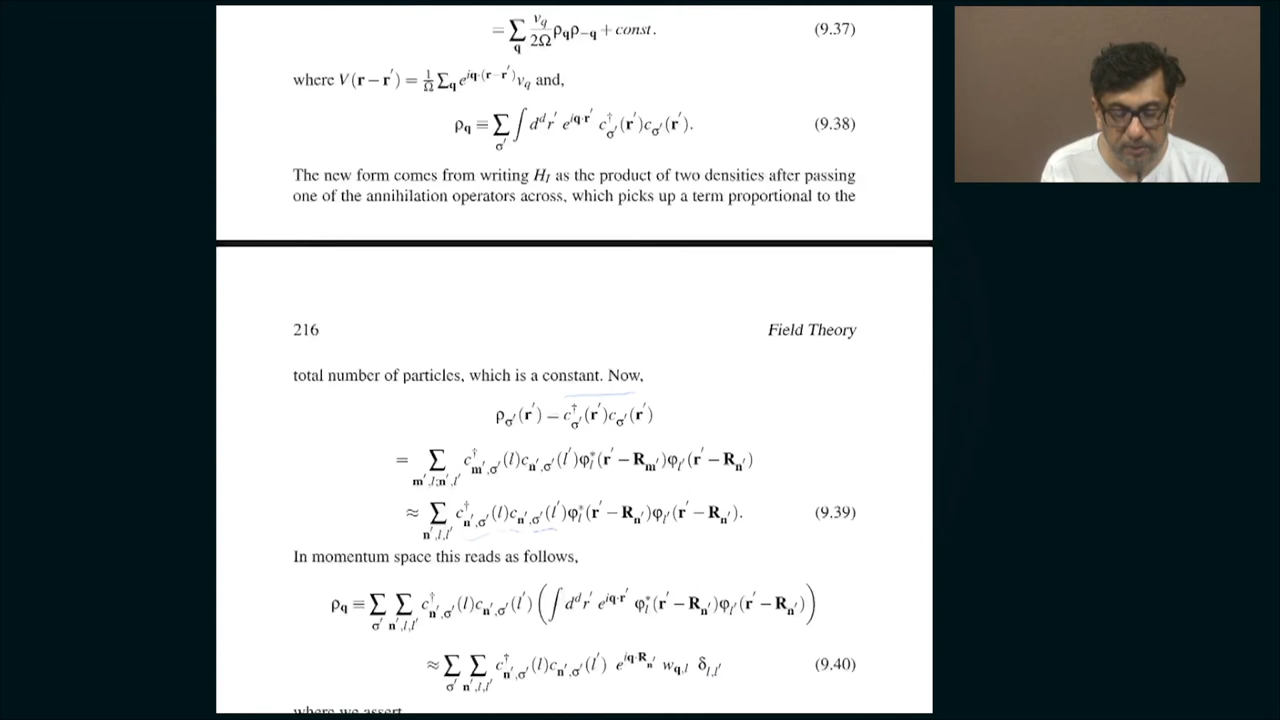 = ∑_q v_q/2Ω ρ_q ρ_{−q} + const. (9.37)
where V(r − r′) = 1/Ω ∑_q e^{iq·(r−r′)} v_q and,
ρ_q ≡ ∑_{σ′} ∫ d^d r′ e^{iq·r′} c†_{σ′}(r′)c_{σ′}(r′). (9.38)
The new form comes from writing H_I as the product of two densities after passing
one of the annihilation operators across, which picks up a term proportional to the
216 Field Theory
total number of particles, which is a constant. Now,
ρ_{σ′}(r′) = c†_{σ′}(r′)c_{σ′}(r′)
= ∑_{m′,l;n′,l′} c†_{m′,σ′}(l)c_{n′,σ′}(l′)φ*_l(r′ − R_{m′})φ_{l′}(r′ − R_{n′})
≈ ∑_{n′,l,l′} c†_{n′,σ′}(l)c_{n′,σ′}(l′)φ*_l(r′ − R_{n′})φ_{l′}(r′ − R_{n′}). (9.39)
In momentum space this reads as follows,
ρ_q ≡ ∑_{σ′} ∑_{n′,l,l′} c†_{n′,σ′}(l)c_{n′,σ′}(l′) (∫ d^d r′ e^{iq·r′} φ*_l(r′ − R_{n′})φ_{l′}(r′ − R_{n′}))
≈ ∑_{σ′} ∑_{n′,l,l′} c†_{n′,σ′}(l)c_{n′,σ′}(l′) e^{iq·R_{n′}} w_{q,l} δ_{l,l′} (9.40)
where we assert